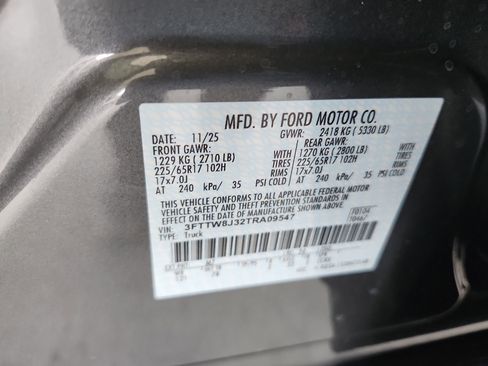 MFD. BY FORD MOTOR CO.
DATE: 11/25 GVWR: 2418 KG ( 5330 LB)
FRONT GAWR: REAR GAWR:
1229 KG ( 2710 LB) WITH 1270 KG ( 2800 LB) WITH
225/65R17 102H TIRES 225/65R17 102H TIRES
17x7.0J RIMS 17x7.0J RIMS
AT 240 kPa/ 35 PSI COLD AT 240 kPa/ 35 PSI COLD
THIS VEHICLE CONFORMS TO ALL APPLICABLE FEDERAL MOTOR
VEHICLE SAFETY AND THEFT PREVENTION STANDARDS IN
EFFECT ON THE DATE OF MANUFACTURE SHOWN ABOVE.
VIN: 3FTTW8J32TRA09547
TYPE: Truck